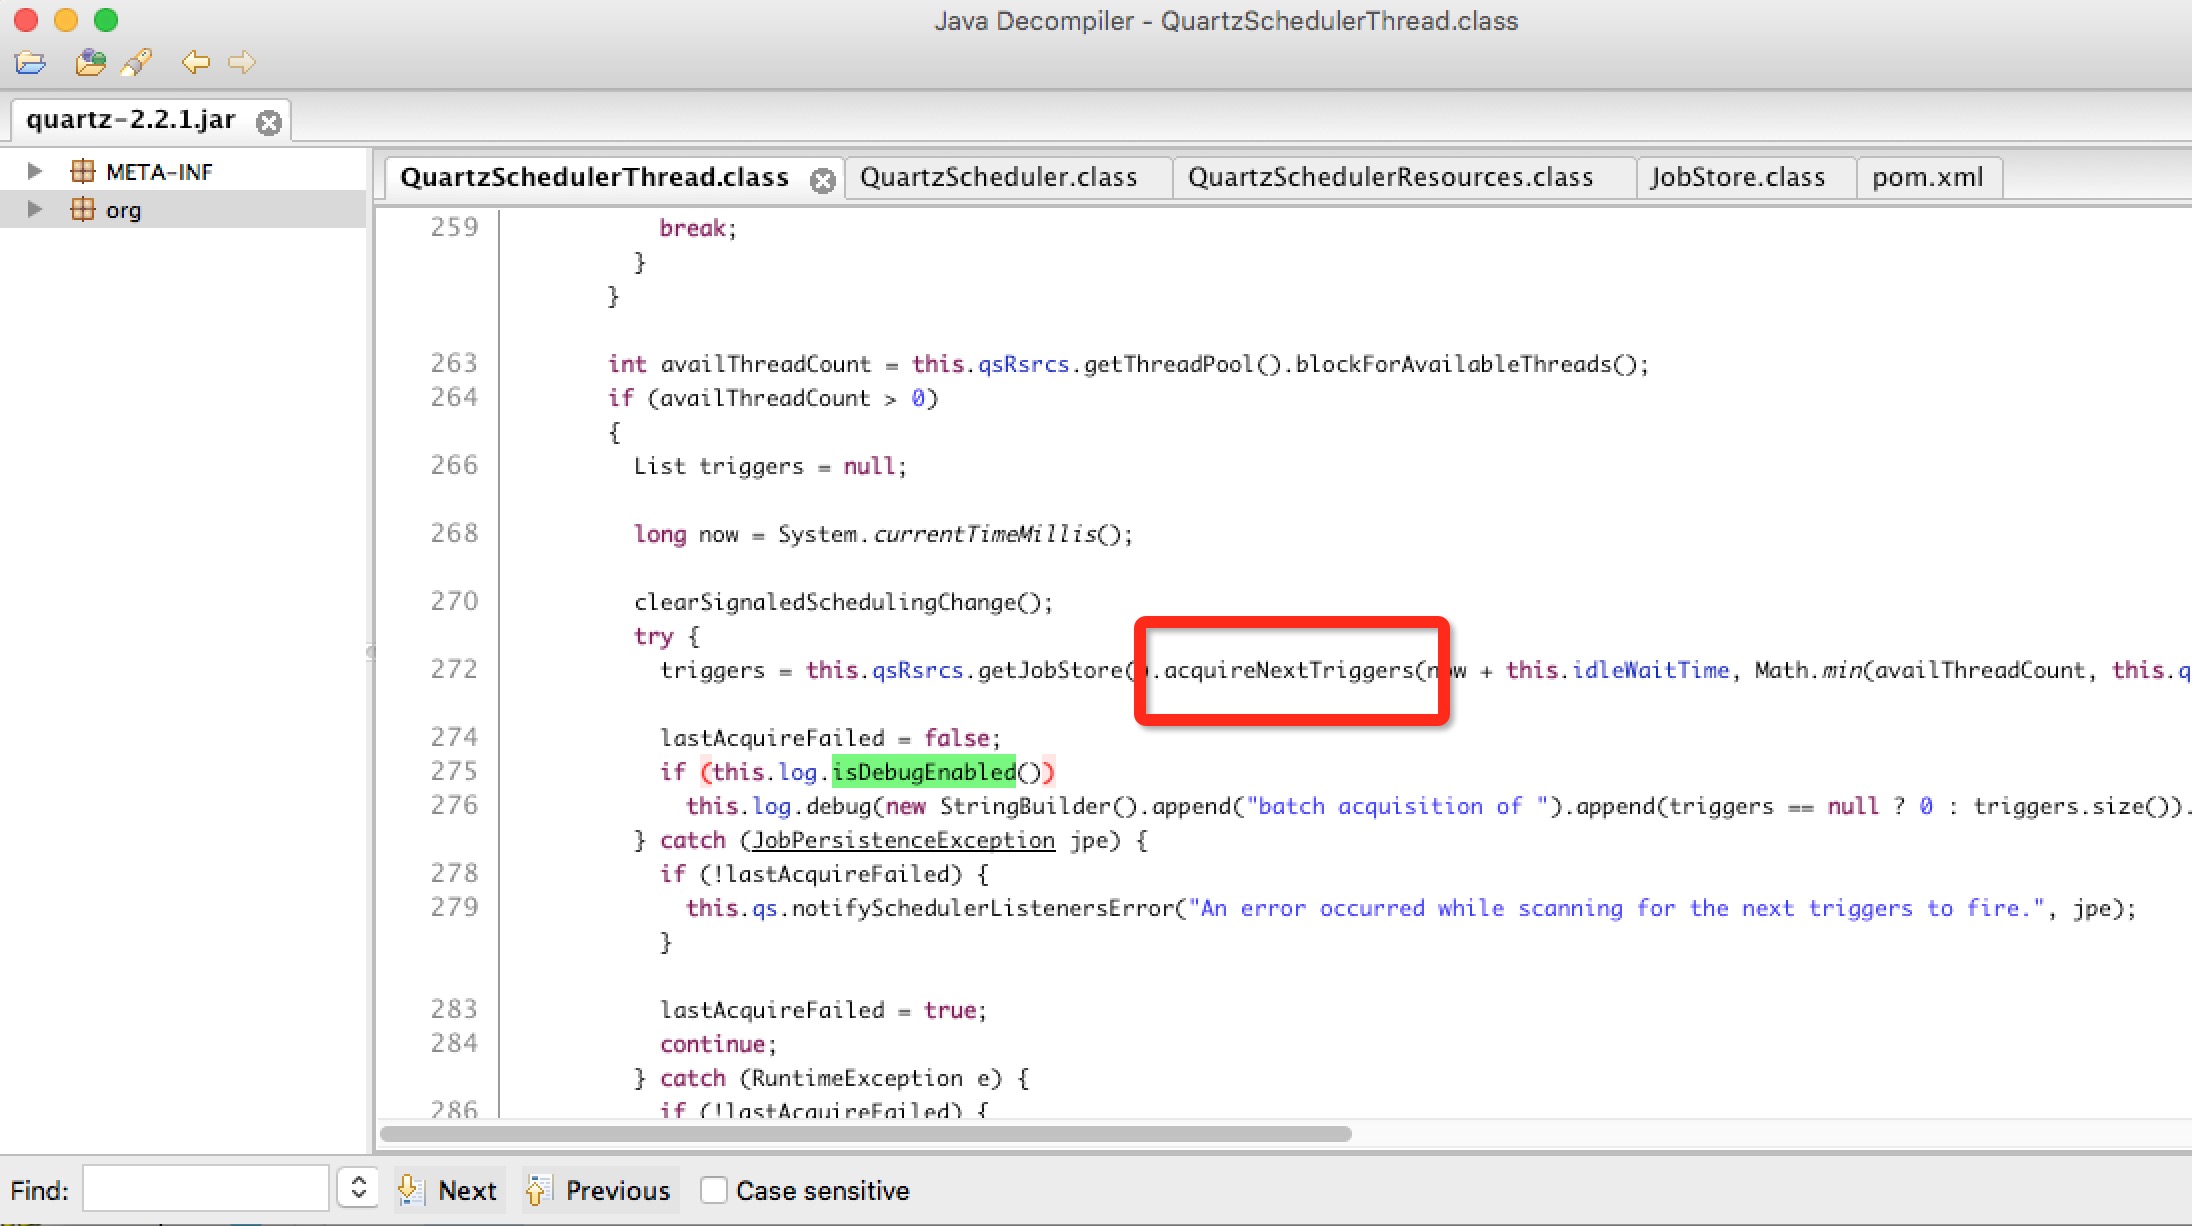 Java Decompiler - QuartzSchedulerThread.class
quartz-2.2.1.jar
META-INF
org
QuartzSchedulerThread.class QuartzScheduler.class QuartzSchedulerResources.class JobStore.class pom.xml
259 break;
}
}
263 int availThreadCount = this.qsRsrcs.getThreadPool().blockForAvailableThreads();
264 if (availThreadCount > 0)
{
266 List triggers = null;
268 long now = System.currentTimeMillis();
270 clearSignaledSchedulingChange();
try {
272 triggers = this.qsRsrcs.getJobStore().acquireNextTriggers(now + this.idleWaitTime, Math.min(availThreadCount, this.q
274 lastAcquireFailed = false;
275 if (this.log.isDebugEnabled())
276 this.log.debug(new StringBuilder().append("batch acquisition of ").append(triggers == null ? 0 : triggers.size()).
} catch (JobPersistenceException jpe) {
278 if (!lastAcquireFailed) {
279 this.qs.notifySchedulerListenersError("An error occurred while scanning for the next triggers to fire.", jpe);
}
283 lastAcquireFailed = true;
284 continue;
} catch (RuntimeException e) {
286 if (!lastAcquireFailed) {
Find: Next Previous Case sensitive